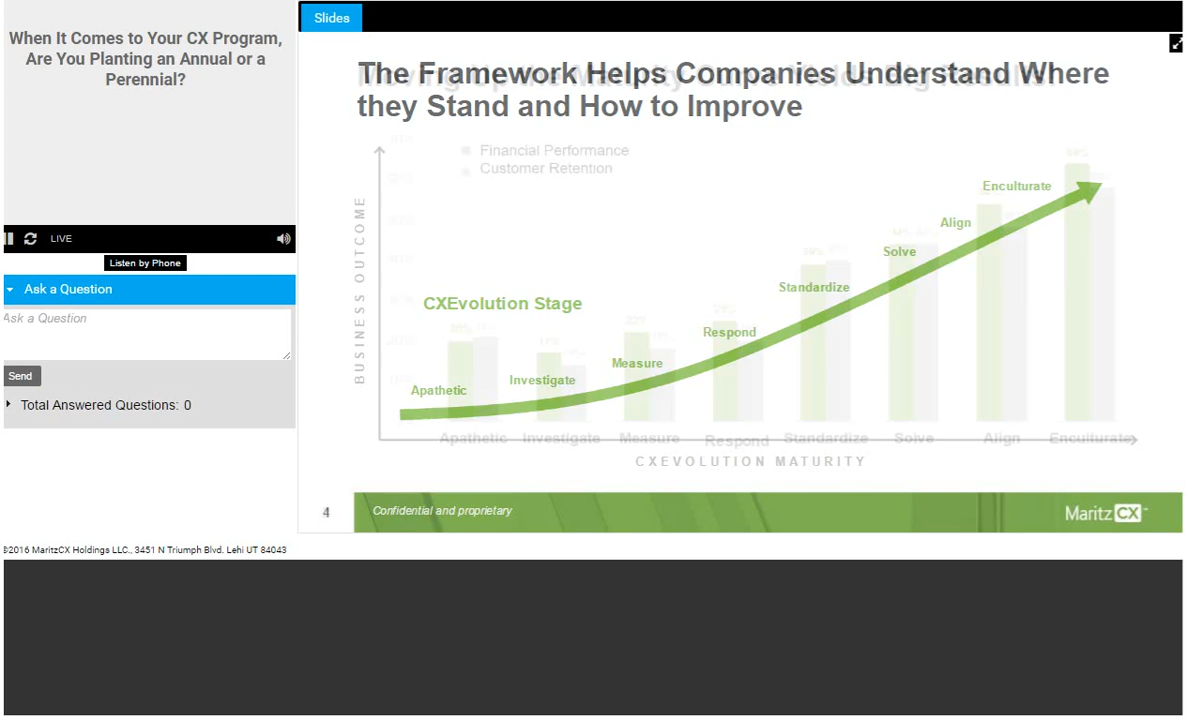 When It Comes to Your CX Program,
Are You Planting an Annual or a
Perennial?
LIVE
Listen by Phone
Ask a Question
Ask a Question
Send
Total Answered Questions: 0
©2016 MaritzCX Holdings LLC., 3451 N Triumph Blvd. Lehi UT 84043
Slides
The Framework Helps Companies Understand Where
they Stand and How to Improve
Financial Performance
Customer Retention
BUSINESS OUTCOME
CXEvolution Stage
Apathetic
Investigate
Measure
Respond
Standardize
Solve
Align
Enculturate
Apathetic Investigate Measure Respond Standardize Solve Align Enculturate
CXEVOLUTION MATURITY
4
Confidential and proprietary
MaritzCX